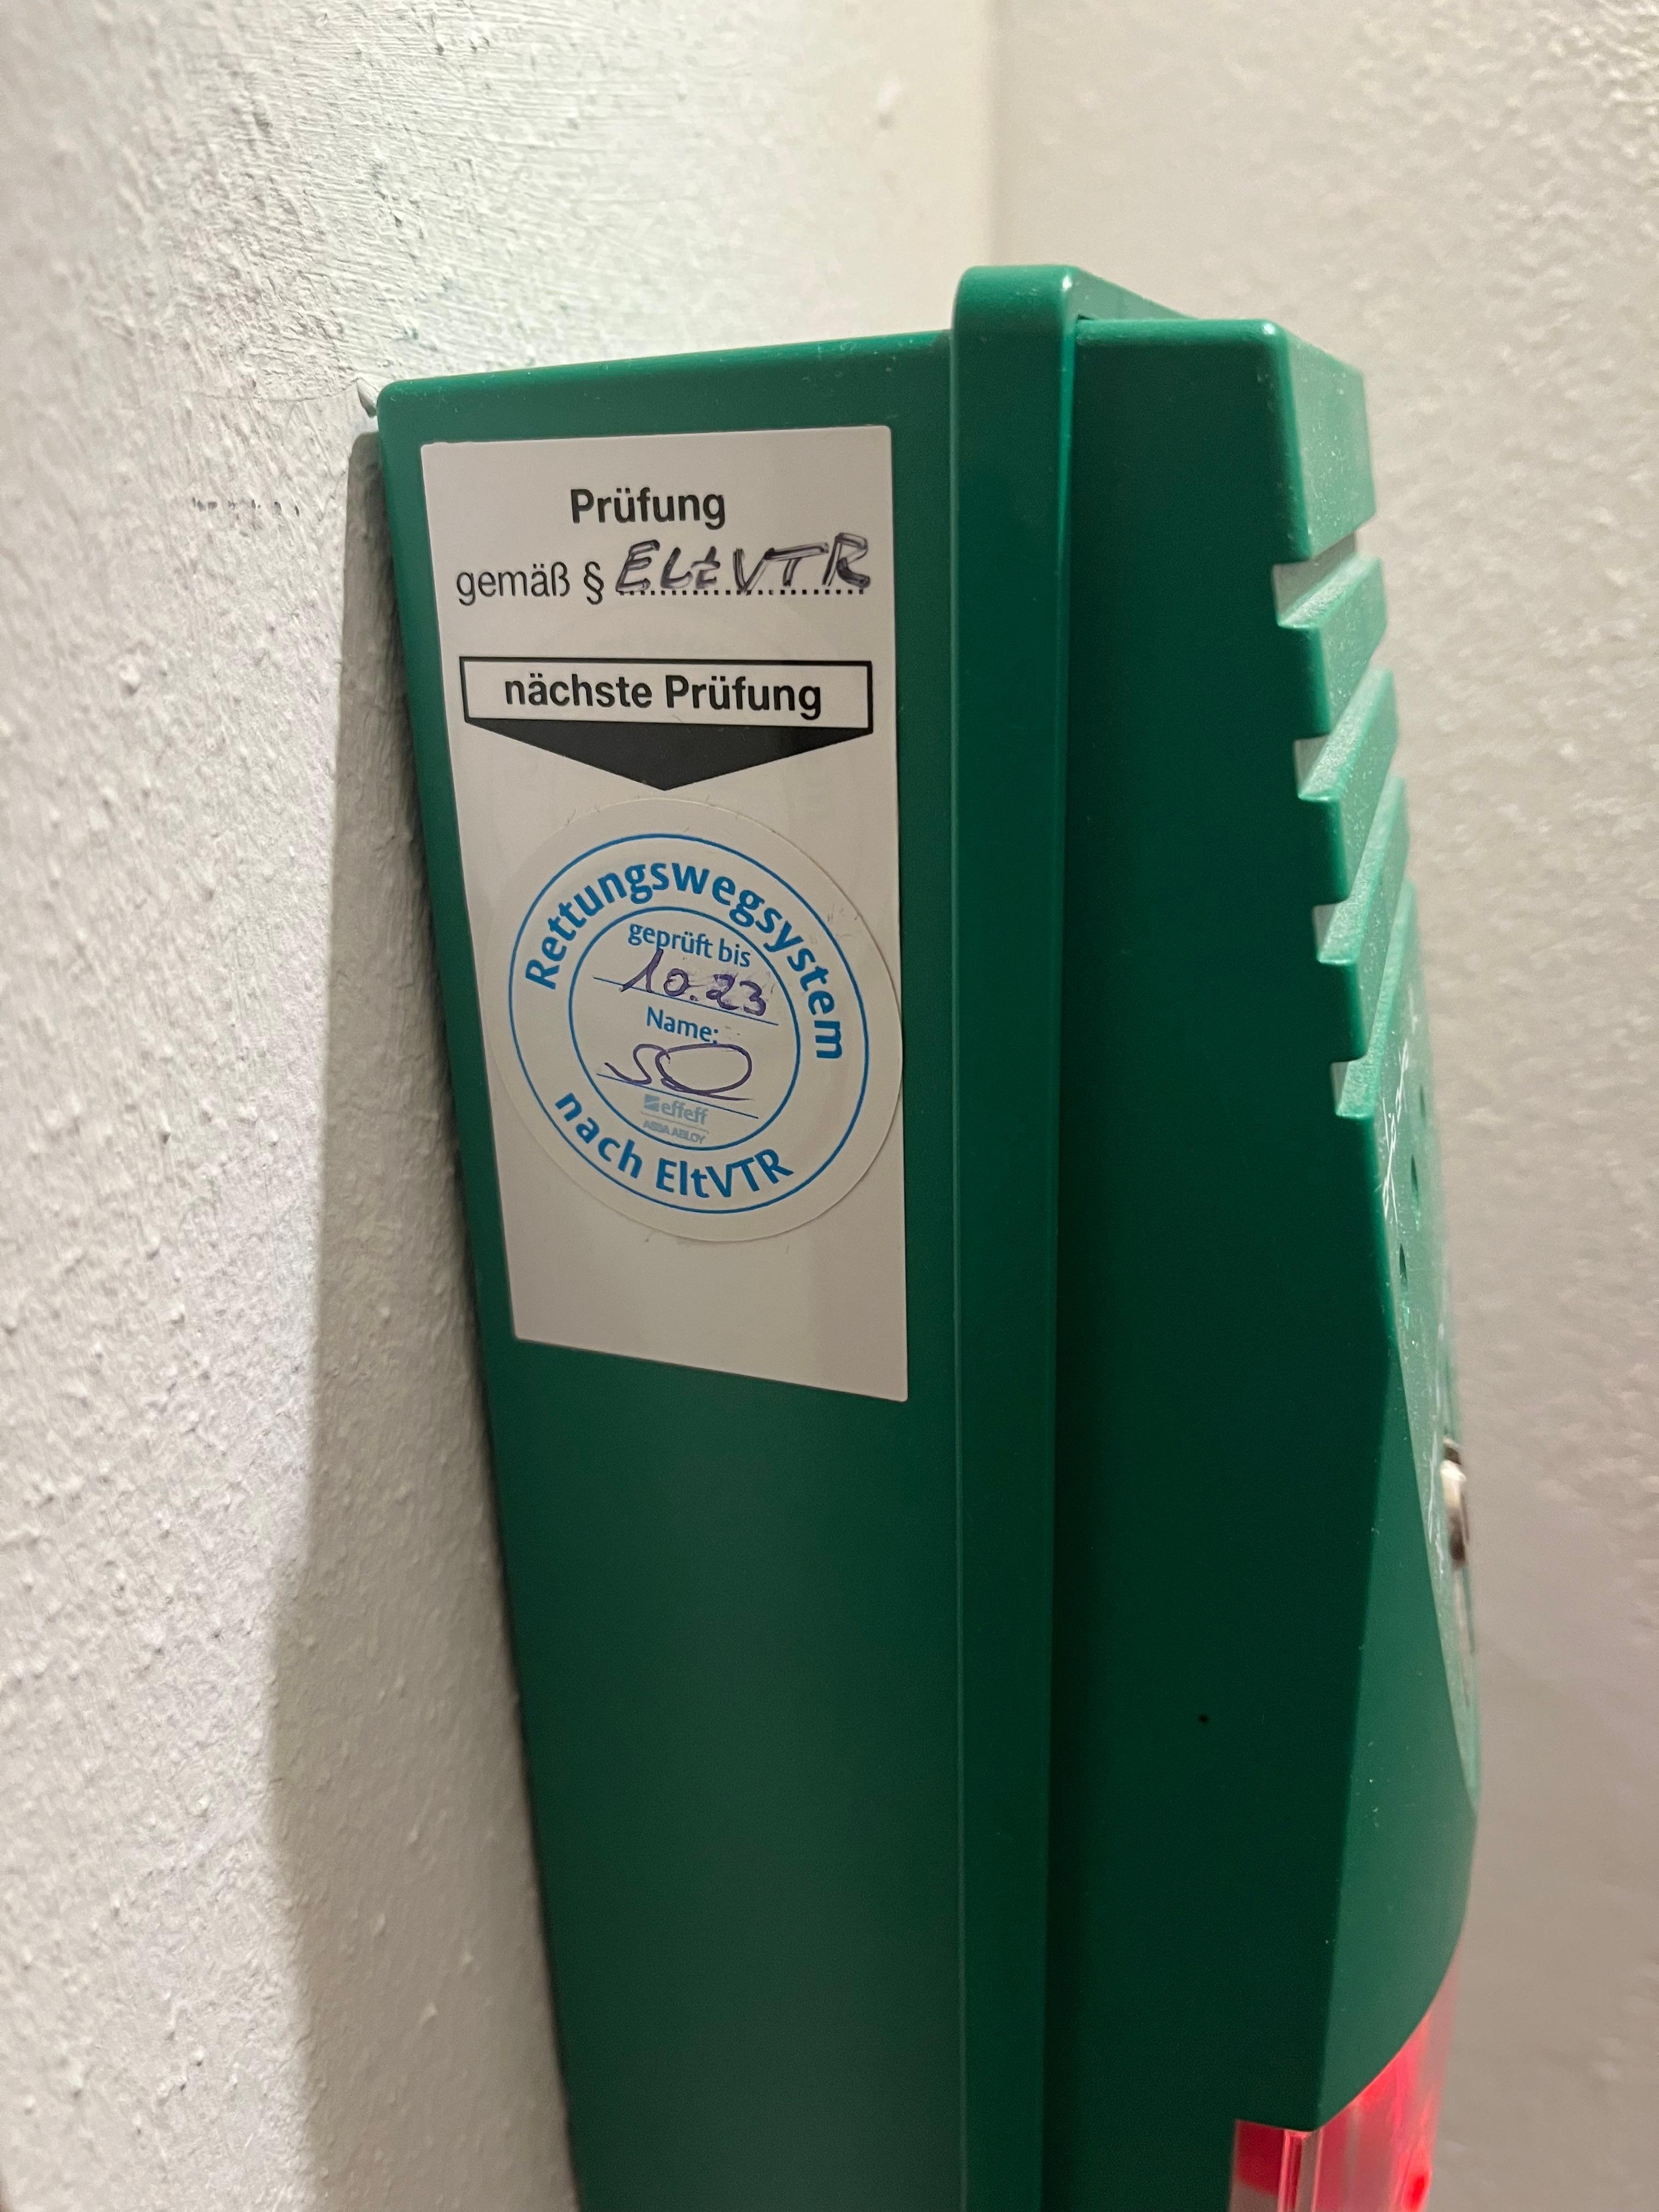 Prüfung
gemäß § ELtVTR
nächste Prüfung
Rettungswegsystem
geprüft bis
10.23
Name:
effeff
ASSA ABLOY
nach EltVTR